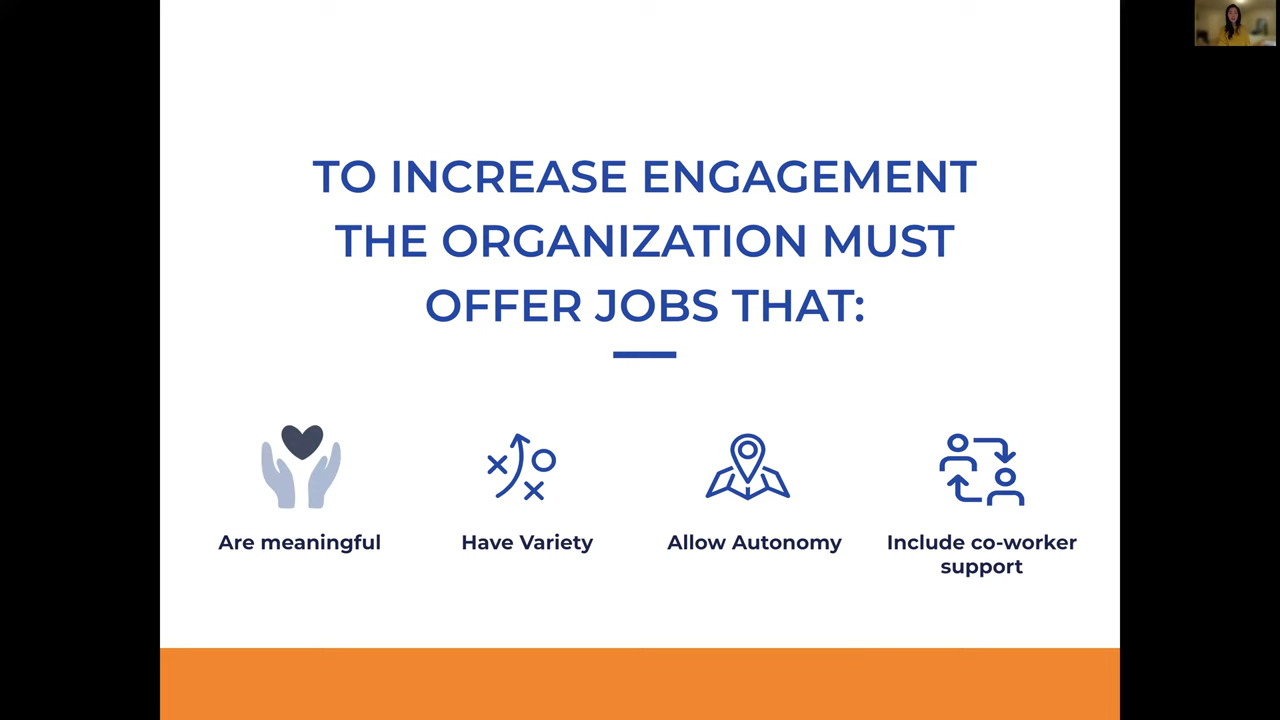 TO INCREASE ENGAGEMENT
THE ORGANIZATION MUST
OFFER JOBS THAT:
Are meaningful
Have Variety
Allow Autonomy
Include co-worker
support